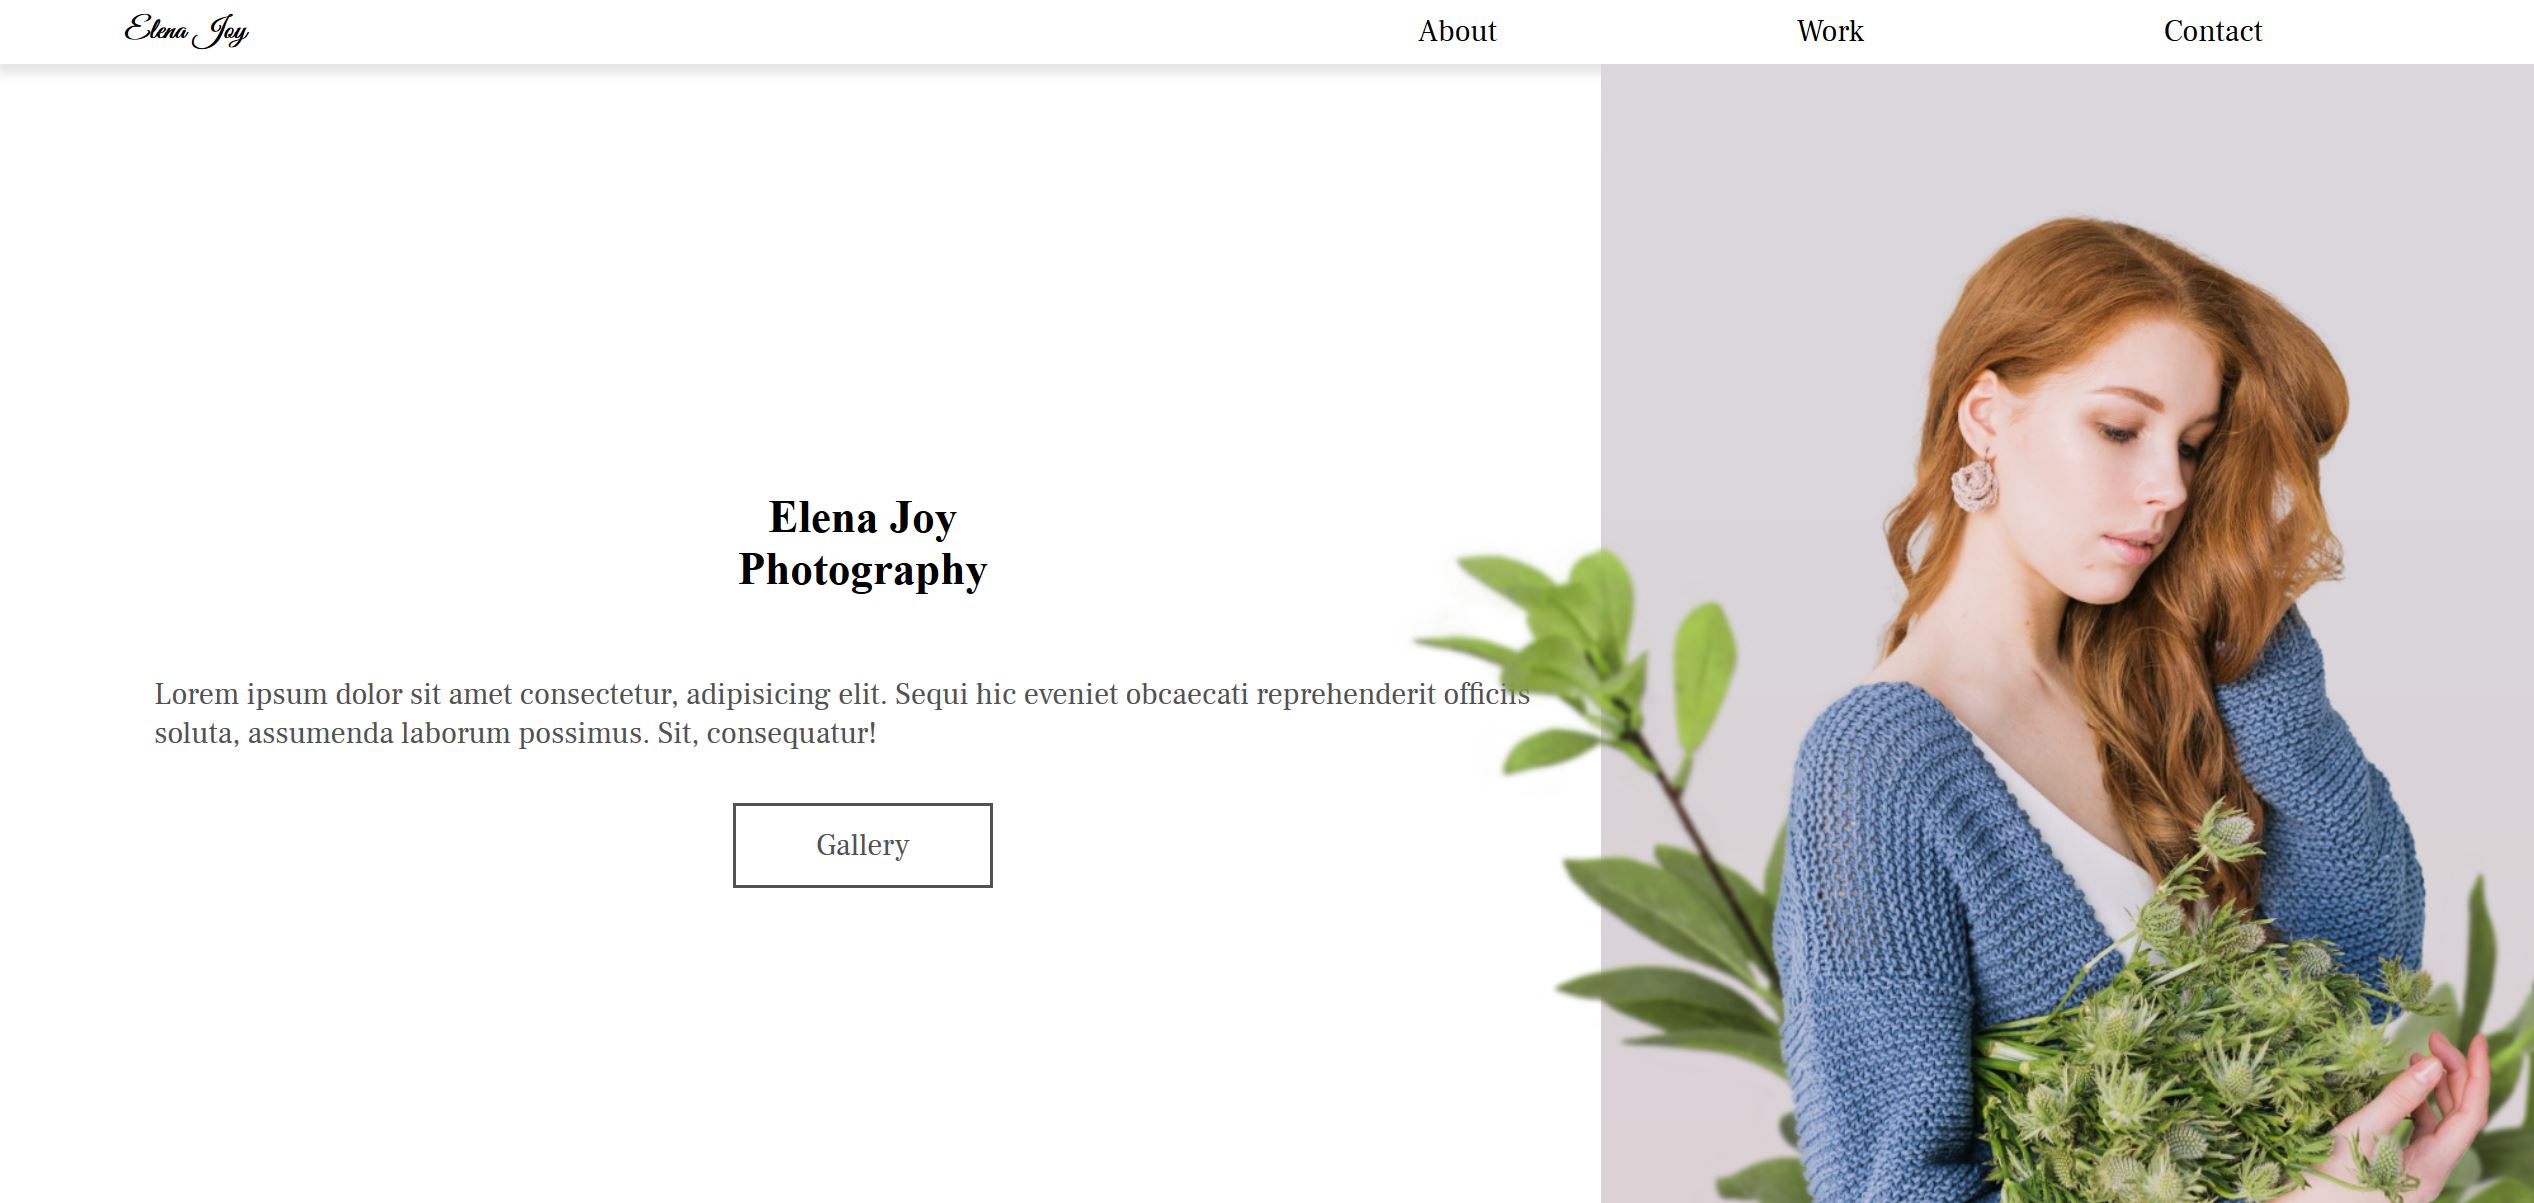 Elena Joy
About
Work
Contact
Elena Joy
Photography
Lorem ipsum dolor sit amet consectetur, adipisicing elit. Sequi hic eveniet obcaecati reprehenderit officiis
soluta, assumenda laborum possimus. Sit, consequatur!
Gallery